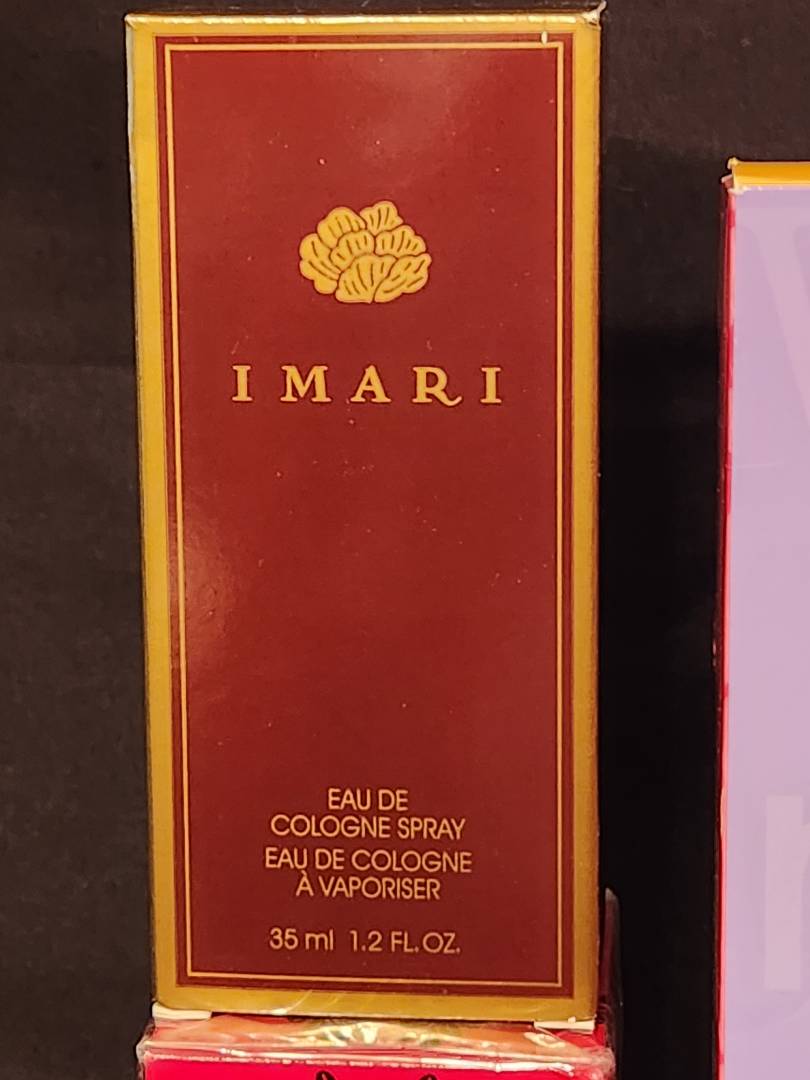 IMARI
EAU DE
COLOGNE SPRAY
EAU DE COLOGNE
À VAPORISER
35 ml 1.2 FL. OZ.